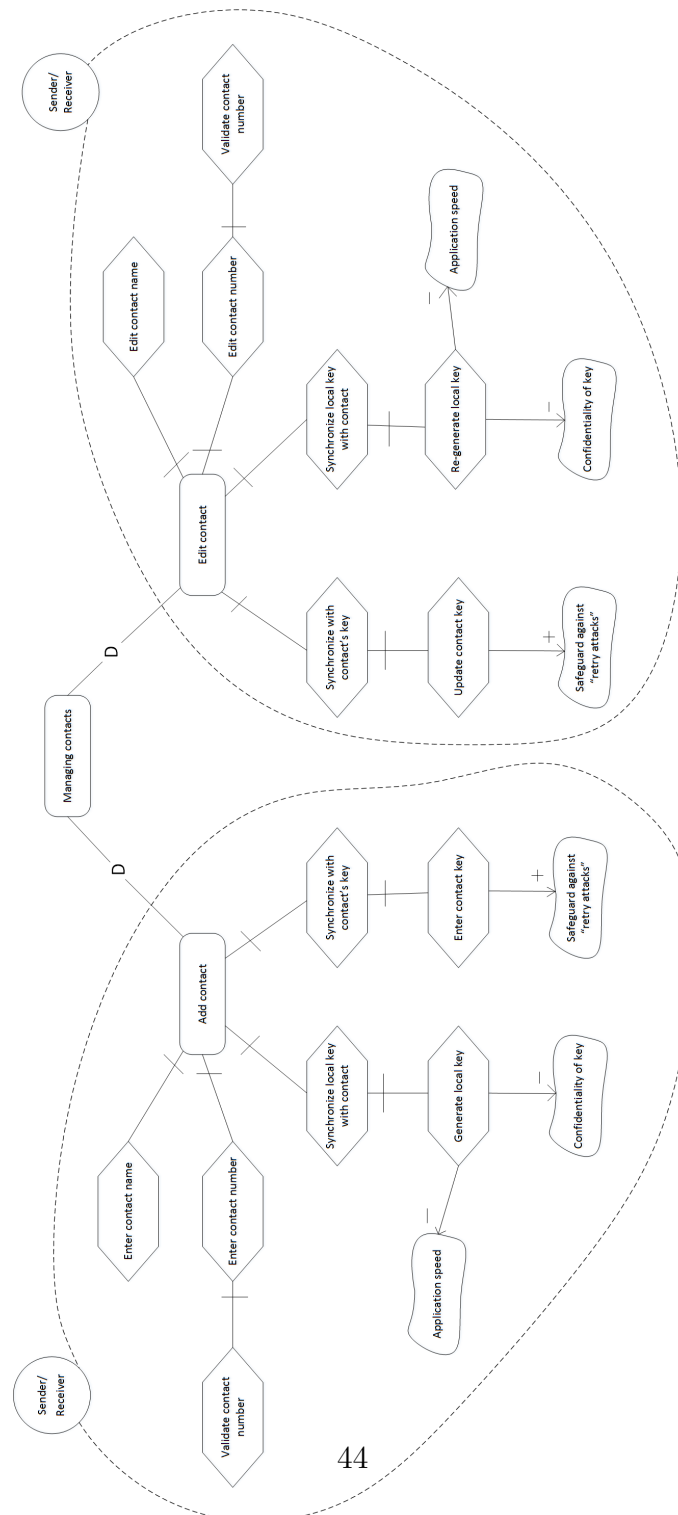 Sender/
Receiver
Sender/
Receiver
Managing contacts
D
D
Enter contact name
Edit contact name
Add contact
Edit contact
Validate contact
number
Enter contact number
Edit contact number
Validate contact
number
Synchronize local key
with contact
Synchronize with
contact's key
Synchronize with
contact's key
Synchronize local key
with contact
Generate local key
Enter contact key
Update contact key
Re-generate local key
–
–
Application speed
Application speed
–
+
+
–
Confidentiality of key
Safeguard against
"retry attacks"
Safeguard against
"retry attacks"
Confidentiality of key
44